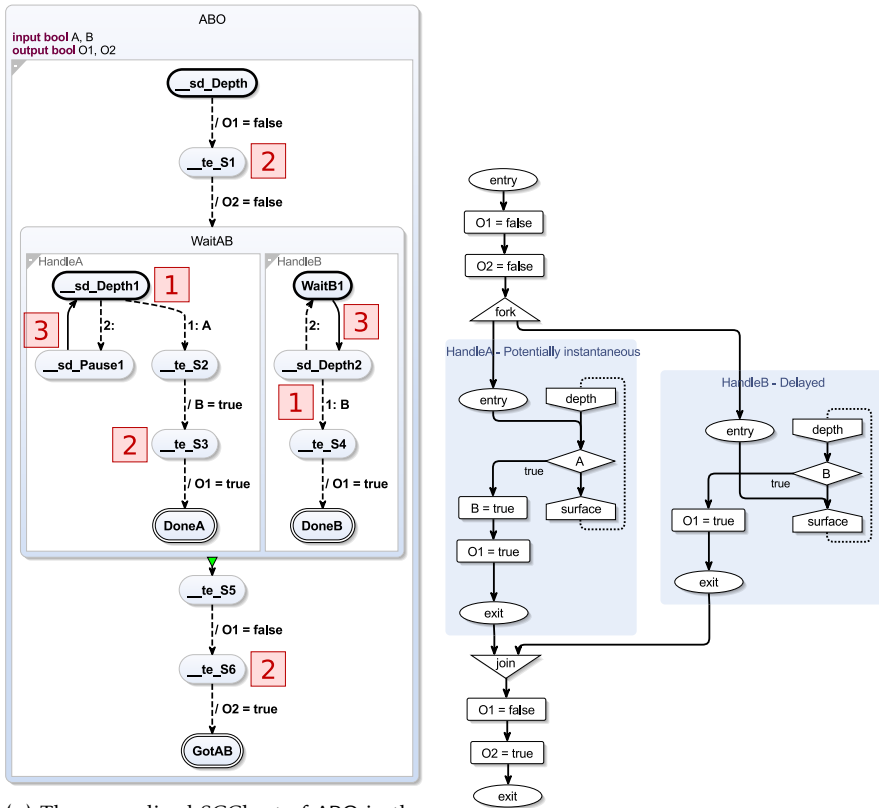 ABO
input bool A, B
output bool O1, O2
__sd_Depth
/ O1 = false
__te_S1
2
/ O2 = false
WaitAB
HandleA
__sd_Depth1
1
3
2:
1: A
__sd_Pause1
__te_S2
/ B = true
2
__te_S3
/ O1 = true
DoneA
HandleB
WaitB1
2:
3
__sd_Depth2
1
1: B
__te_S4
/ O1 = true
DoneB
__te_S5
/ O1 = false
__te_S6
2
/ O2 = true
GotAB
entry
O1 = false
O2 = false
fork
HandleA - Potentially instantaneous
entry
depth
A
true
B = true
surface
O1 = true
exit
HandleB - Delayed
entry
depth
B
true
O1 = true
surface
exit
join
O1 = false
O2 = true
exit